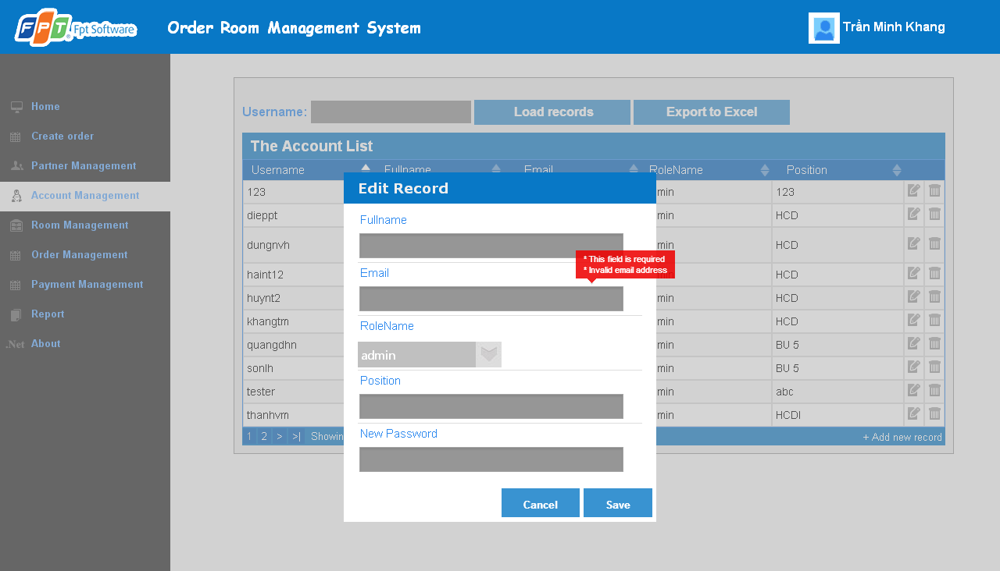 FPT Fpt Software
Order Room Management System
Trần Minh Khang
Home
Create order
Partner Management
Account Management
Room Management
Order Management
Payment Management
Report
.Net About
Username:
Load records
Export to Excel
The Account List
Username Fullname Email RoleName Position
123 min 123
dieppt min HCD
dungnvh min HCD
haint12 min HCD
huynt2 min HCD
khangtm min HCD
quangdhn min BU 5
sonlh min BU 5
tester min abc
thanhvm min HCDI
1 2 > >| Showin
+ Add new record
Edit Record
Fullname
* This field is required
* Invalid email address
Email
RoleName
admin
Position
New Password
Cancel
Save